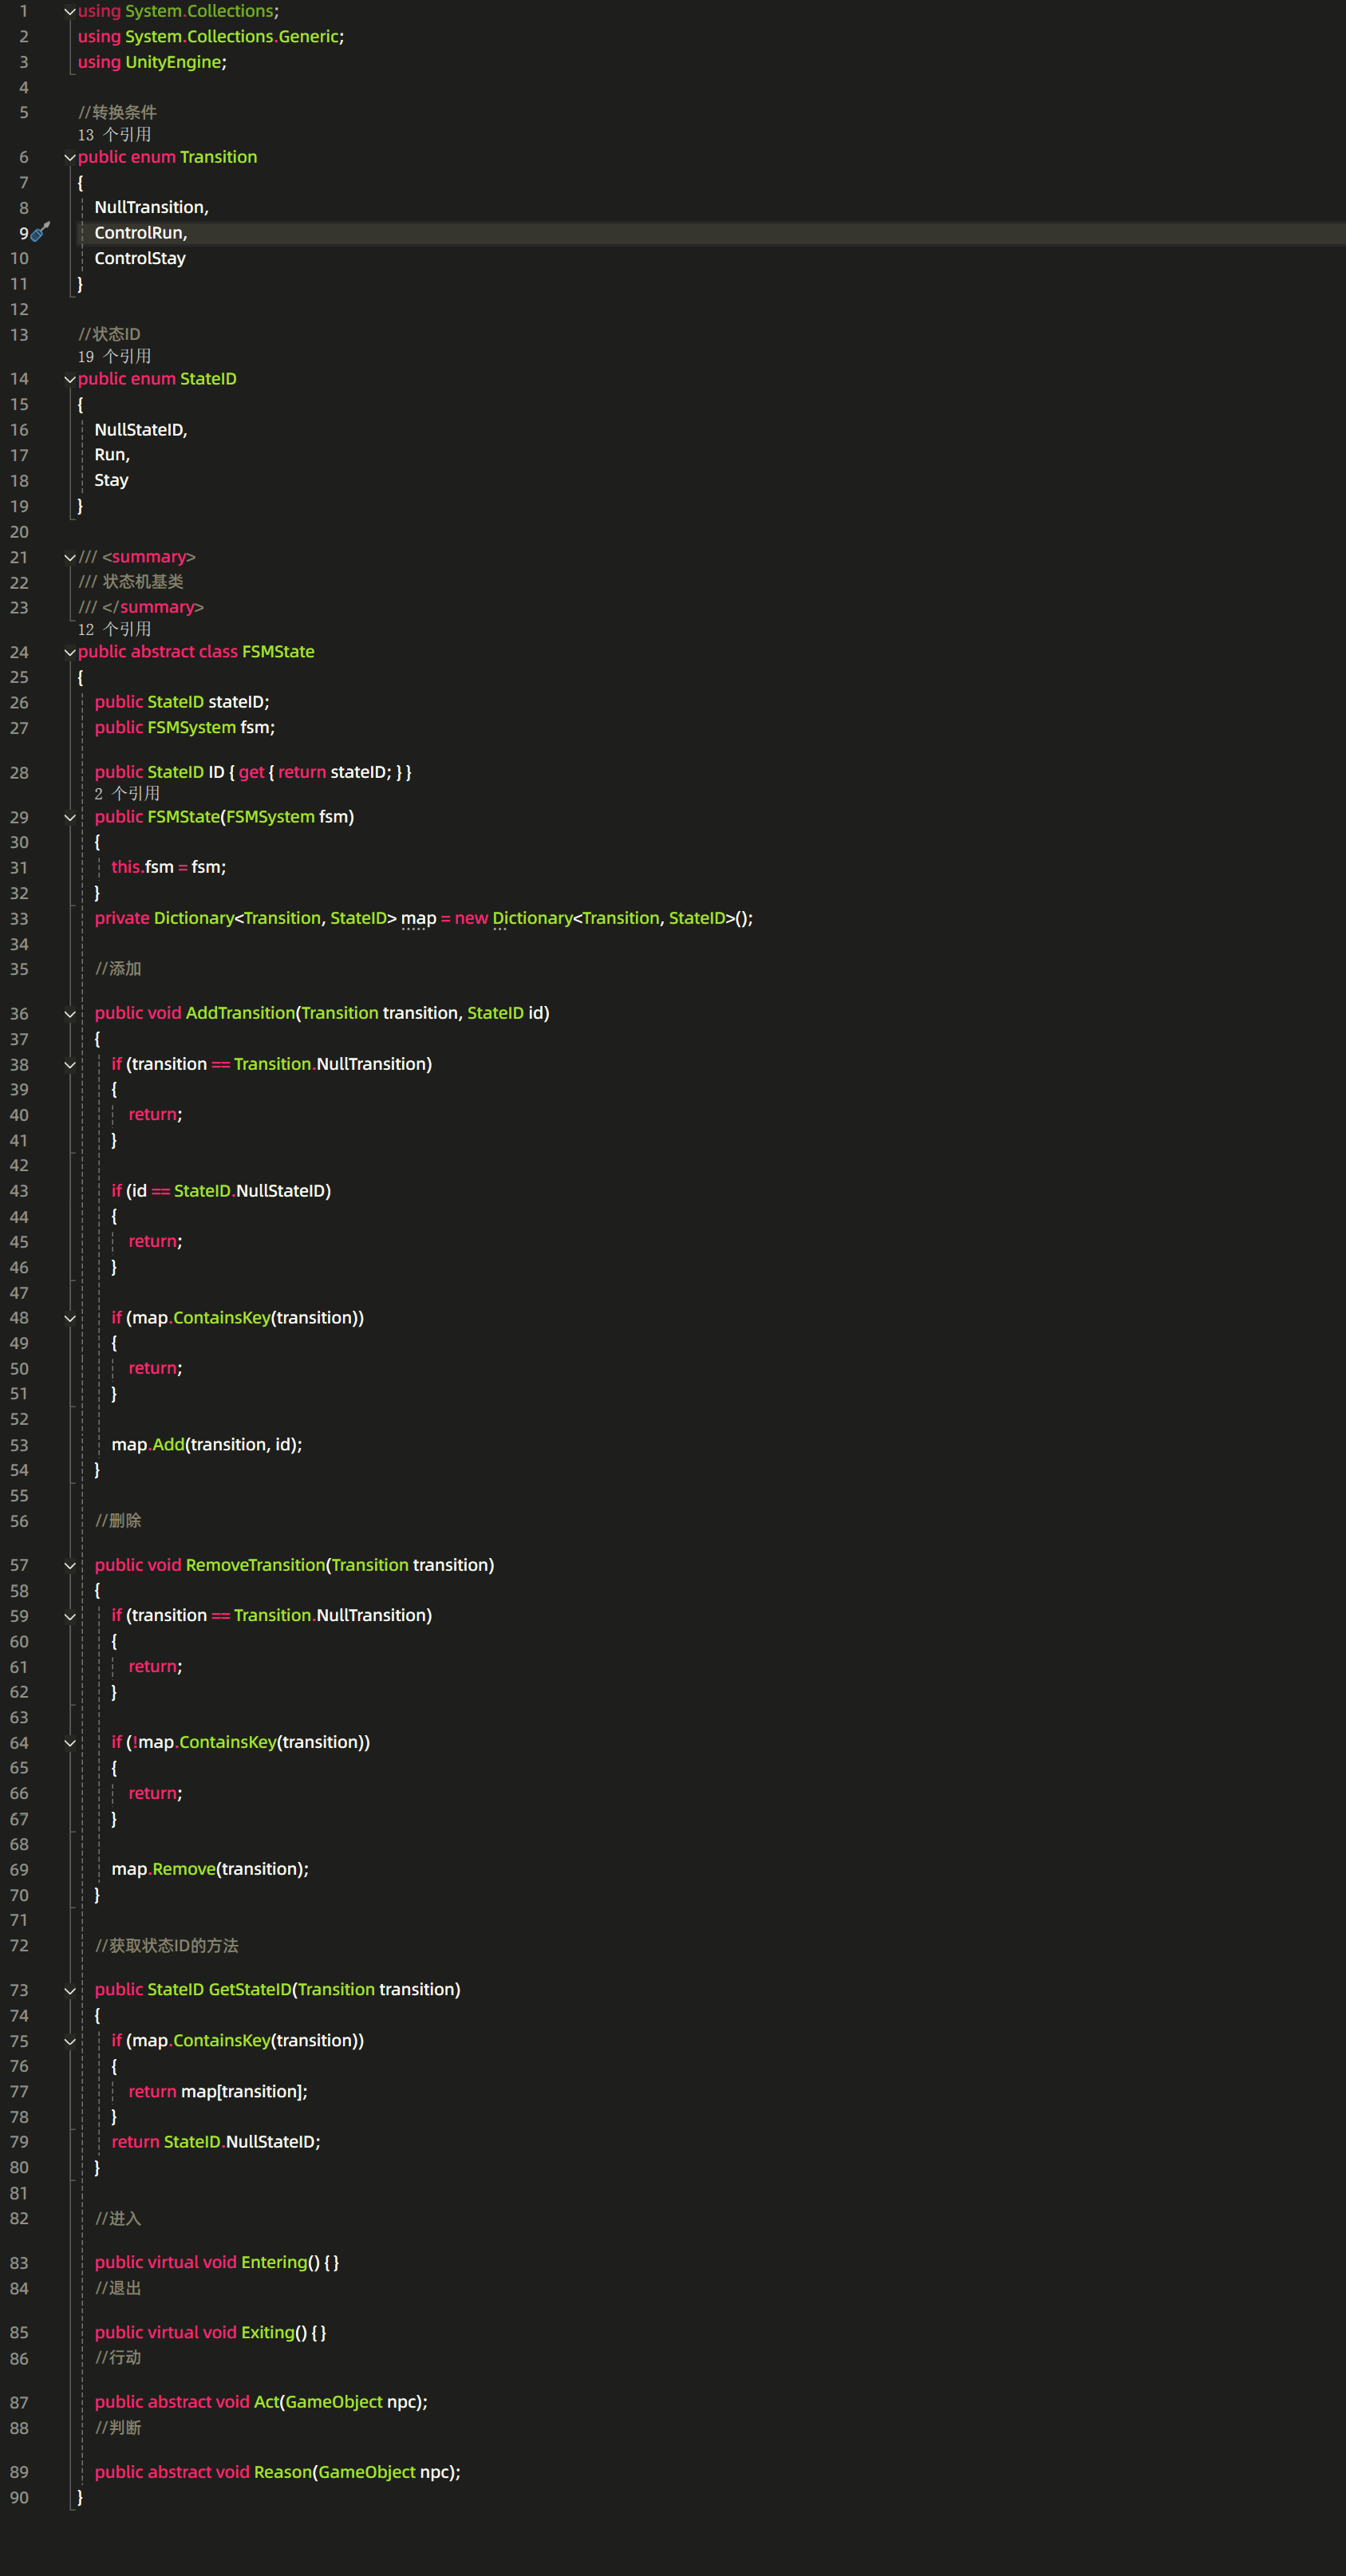 1 using System.Collections;
2 using System.Collections.Generic;
3 using UnityEngine;
4
5 //转换条件
13 个引用
6 public enum Transition
7 {
8 NullTransition,
9 ControlRun,
10 ControlStay
11 }
12
13 //状态ID
19 个引用
14 public enum StateID
15 {
16 NullStateID,
17 Run,
18 Stay
19 }
20
21 /// <summary>
22 /// 状态机基类
23 /// </summary>
12 个引用
24 public abstract class FSMState
25 {
26 public StateID stateID;
27 public FSMSystem fsm;
28 public StateID ID { get { return stateID; } }
2 个引用
29 public FSMState(FSMSystem fsm)
30 {
31 this.fsm = fsm;
32 }
33 private Dictionary<Transition, StateID> map = new Dictionary<Transition, StateID>();
34
35 //添加
36 public void AddTransition(Transition transition, StateID id)
37 {
38 if (transition == Transition.NullTransition)
39 {
40 return;
41 }
42
43 if (id == StateID.NullStateID)
44 {
45 return;
46 }
47
48 if (map.ContainsKey(transition))
49 {
50 return;
51 }
52
53 map.Add(transition, id);
54 }
55
56 //删除
57 public void RemoveTransition(Transition transition)
58 {
59 if (transition == Transition.NullTransition)
60 {
61 return;
62 }
63
64 if (!map.ContainsKey(transition))
65 {
66 return;
67 }
68
69 map.Remove(transition);
70 }
71
72 //获取状态ID的方法
73 public StateID GetStateID(Transition transition)
74 {
75 if (map.ContainsKey(transition))
76 {
77 return map[transition];
78 }
79 return StateID.NullStateID;
80 }
81
82 //进入
83 public virtual void Entering() { }
84 //退出
85 public virtual void Exiting() { }
86 //行动
87 public abstract void Act(GameObject npc);
88 //判断
89 public abstract void Reason(GameObject npc);
90 }